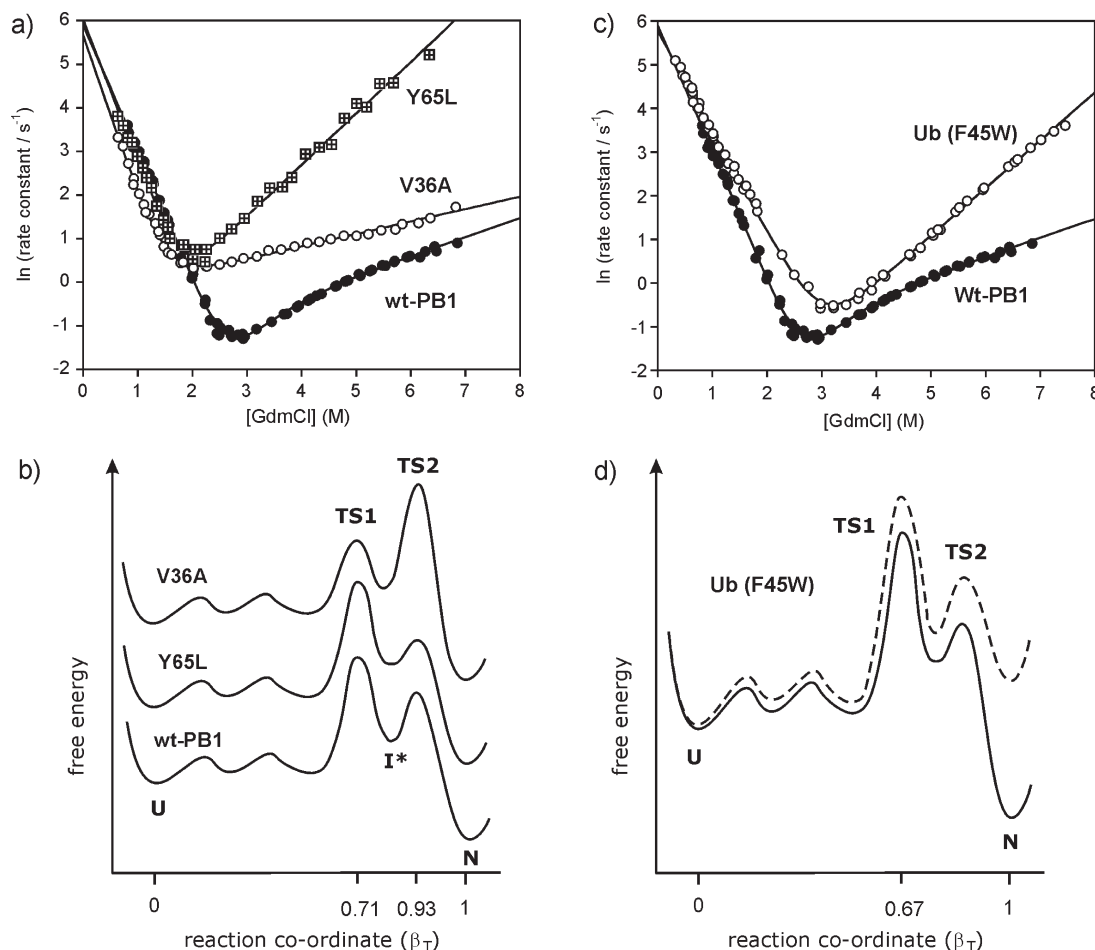 a)
6
5
4
3
2
1
0
-1
-2
ln (rate constant / s-1)
Y65L
V36A
wt-PB1
0 1 2 3 4 5 6 7 8
[GdmCl] (M)
c)
6
5
4
3
2
1
0
-1
-2
ln (rate constant / s-1)
Ub (F45W)
Wt-PB1
0 1 2 3 4 5 6 7 8
[GdmCl] (M)
b)
free energy
TS2
TS1
V36A
Y65L
wt-PB1
I*
U
N
0 0.71 0.93 1
reaction co-ordinate (βT)
d)
free energy
TS1
TS2
Ub (F45W)
U
N
0 0.67 1
reaction co-ordinate (βT)